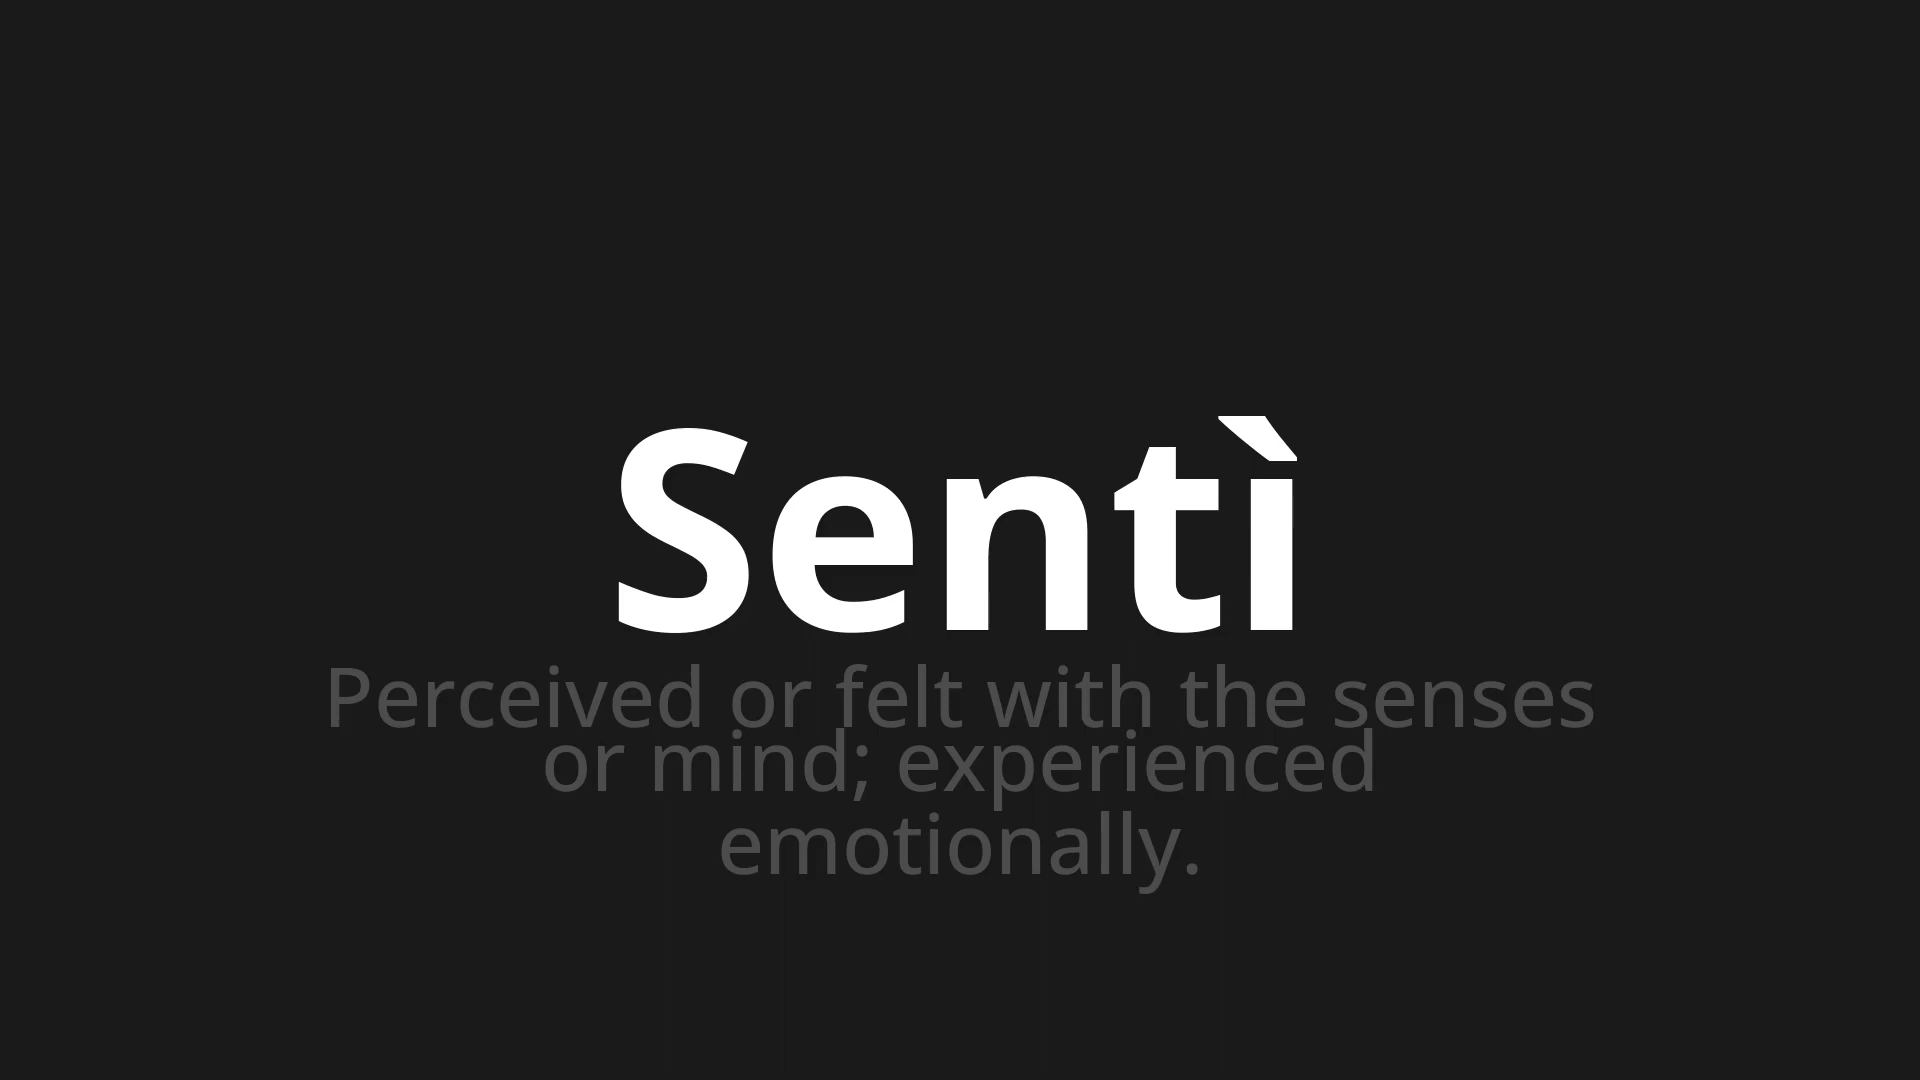 Sentì
Perceived or felt with the senses
or mind; experienced
emotionally.